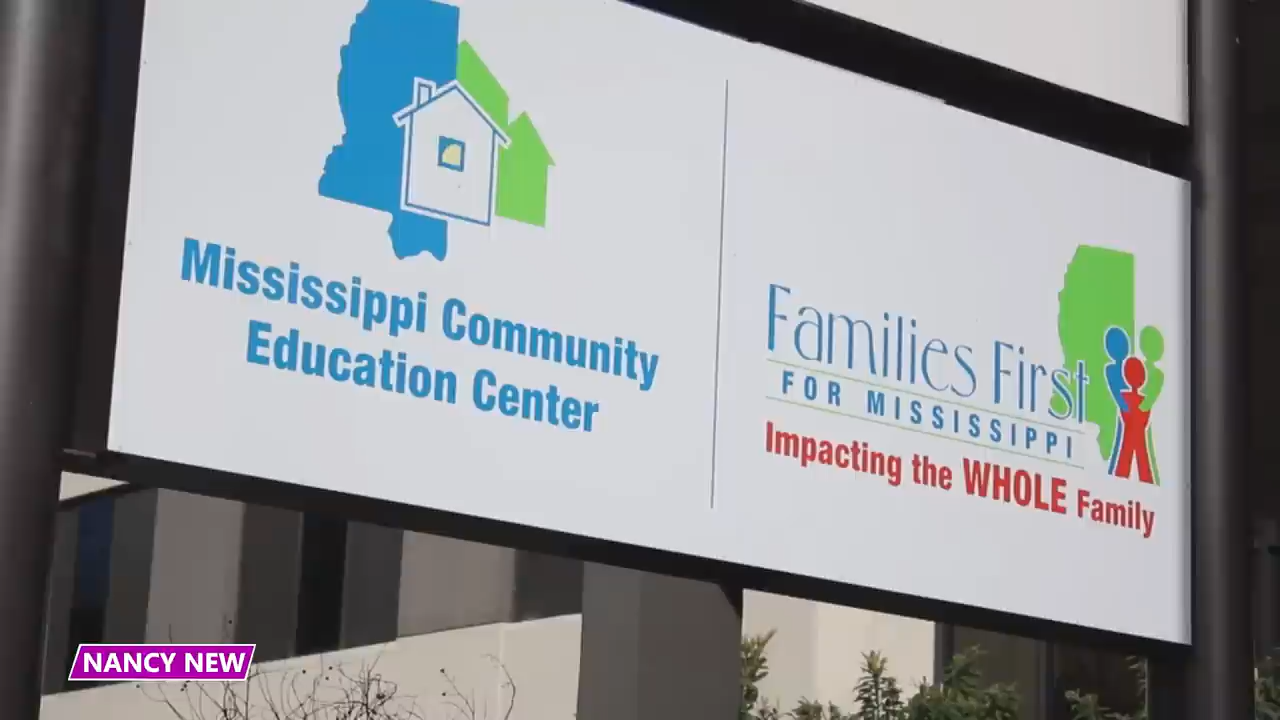 Mississippi Community
Education Center
Families First
FOR MISSISSIPPI
Impacting the WHOLE Family
NANCY NEW